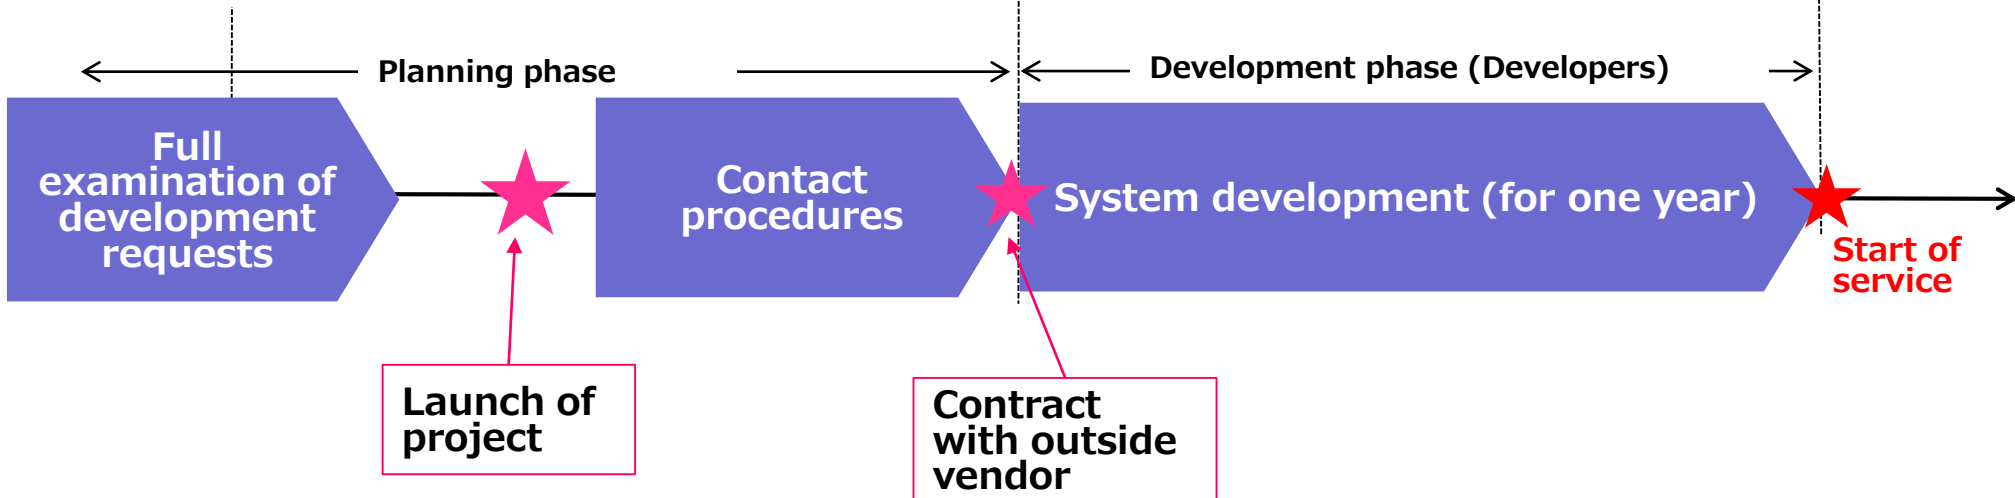 Planning phase
Development phase (Developers)
Full
examination of
development
requests
Contact
procedures
System development (for one year)
Start of
service
Launch of
project
Contract
with outside
vendor